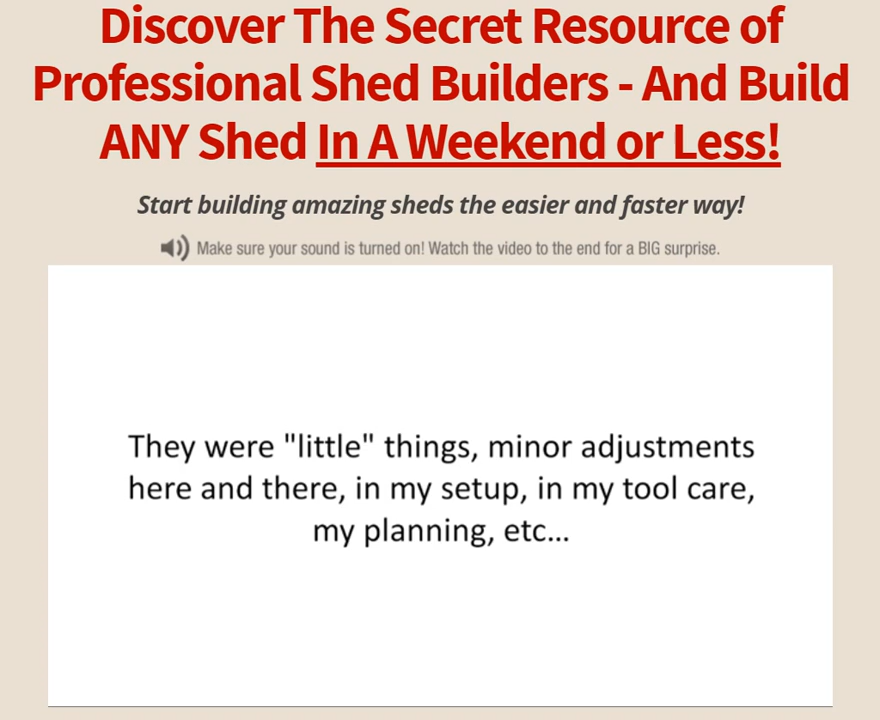 Discover The Secret Resource of
Professional Shed Builders - And Build
ANY Shed In A Weekend or Less!
Start building amazing sheds the easier and faster way!
Make sure your sound is turned on! Watch the video to the end for a BIG surprise.
They were "little" things, minor adjustments
here and there, in my setup, in my tool care,
my planning, etc...